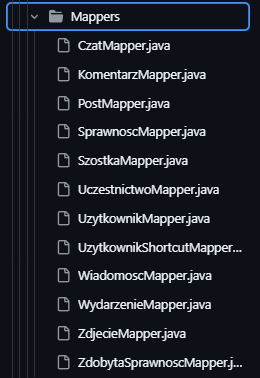 Mappers
CzatMapper.java
KomentarzMapper.java
PostMapper.java
SprawnoscMapper.java
SzostkaMapper.java
UczestnictwoMapper.java
UzytkownikMapper.java
UzytkownikShortcutMapper...
WiadomoscMapper.java
WydarzenieMapper.java
ZdjecieMapper.java
ZdobytaSprawnoscMapper.j...